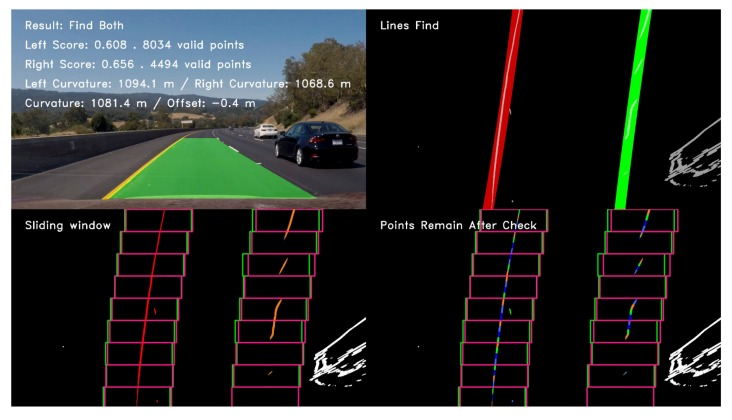 Result: Find Both
Left Score: 0.608 . 8034 valid points
Right Score: 0.656 . 4494 valid points
Left Curvature: 1094.1 m / Right Curvature: 1068.6 m
Curvature: 1081.4 m / Offset: -0.4 m
Lines Find
Sliding window
Points Remain After Check